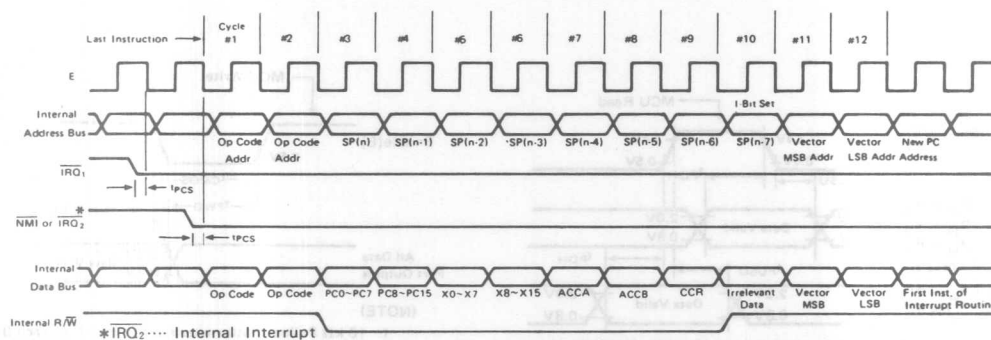 Cycle
Last Instruction #1 #2 #3 #4 #5 #6 #7 #8 #9 #10 #11 #12
E
I-Bit Set
Internal
Address Bus
Op Code Addr
Op Code Addr
SP(n) SP(n-1) SP(n-2) SP(n-3) SP(n-4) SP(n-5) SP(n-6) SP(n-7)
Vector MSB Addr
Vector LSB Addr
New PC Address
IRQ1
tPCS
NMI or IRQ2 *
tPCS
Internal
Data Bus
Op Code Op Code PC0~PC7 PC8~PC15 X0~X7 X8~X15 ACCA ACCB CCR
Irrelevant Data
Vector MSB
Vector LSB
First Inst. of
Interrupt Routine
Internal R/W
*IRQ2 ···· Internal Interrupt